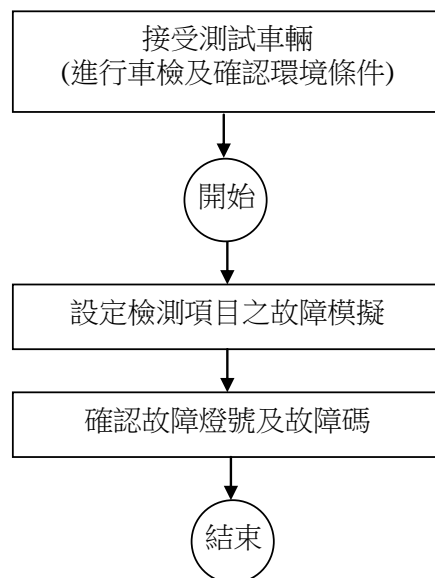 接受測試車輛
(進行車檢及確認環境條件)
開始
設定檢測項目之故障模擬
確認故障燈號及故障碼
結束